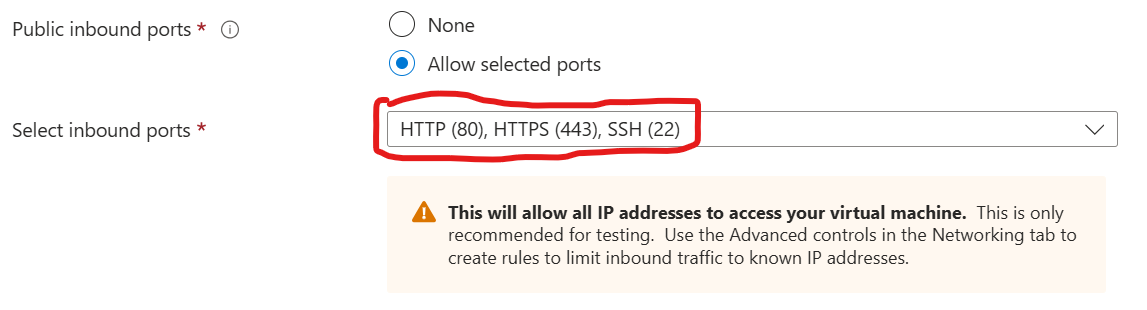 Public inbound ports *
None
Allow selected ports
Select inbound ports *
HTTP (80), HTTPS (443), SSH (22)
This will allow all IP addresses to access your virtual machine.  This is only
recommended for testing.  Use the Advanced controls in the Networking tab to
create rules to limit inbound traffic to known IP addresses.